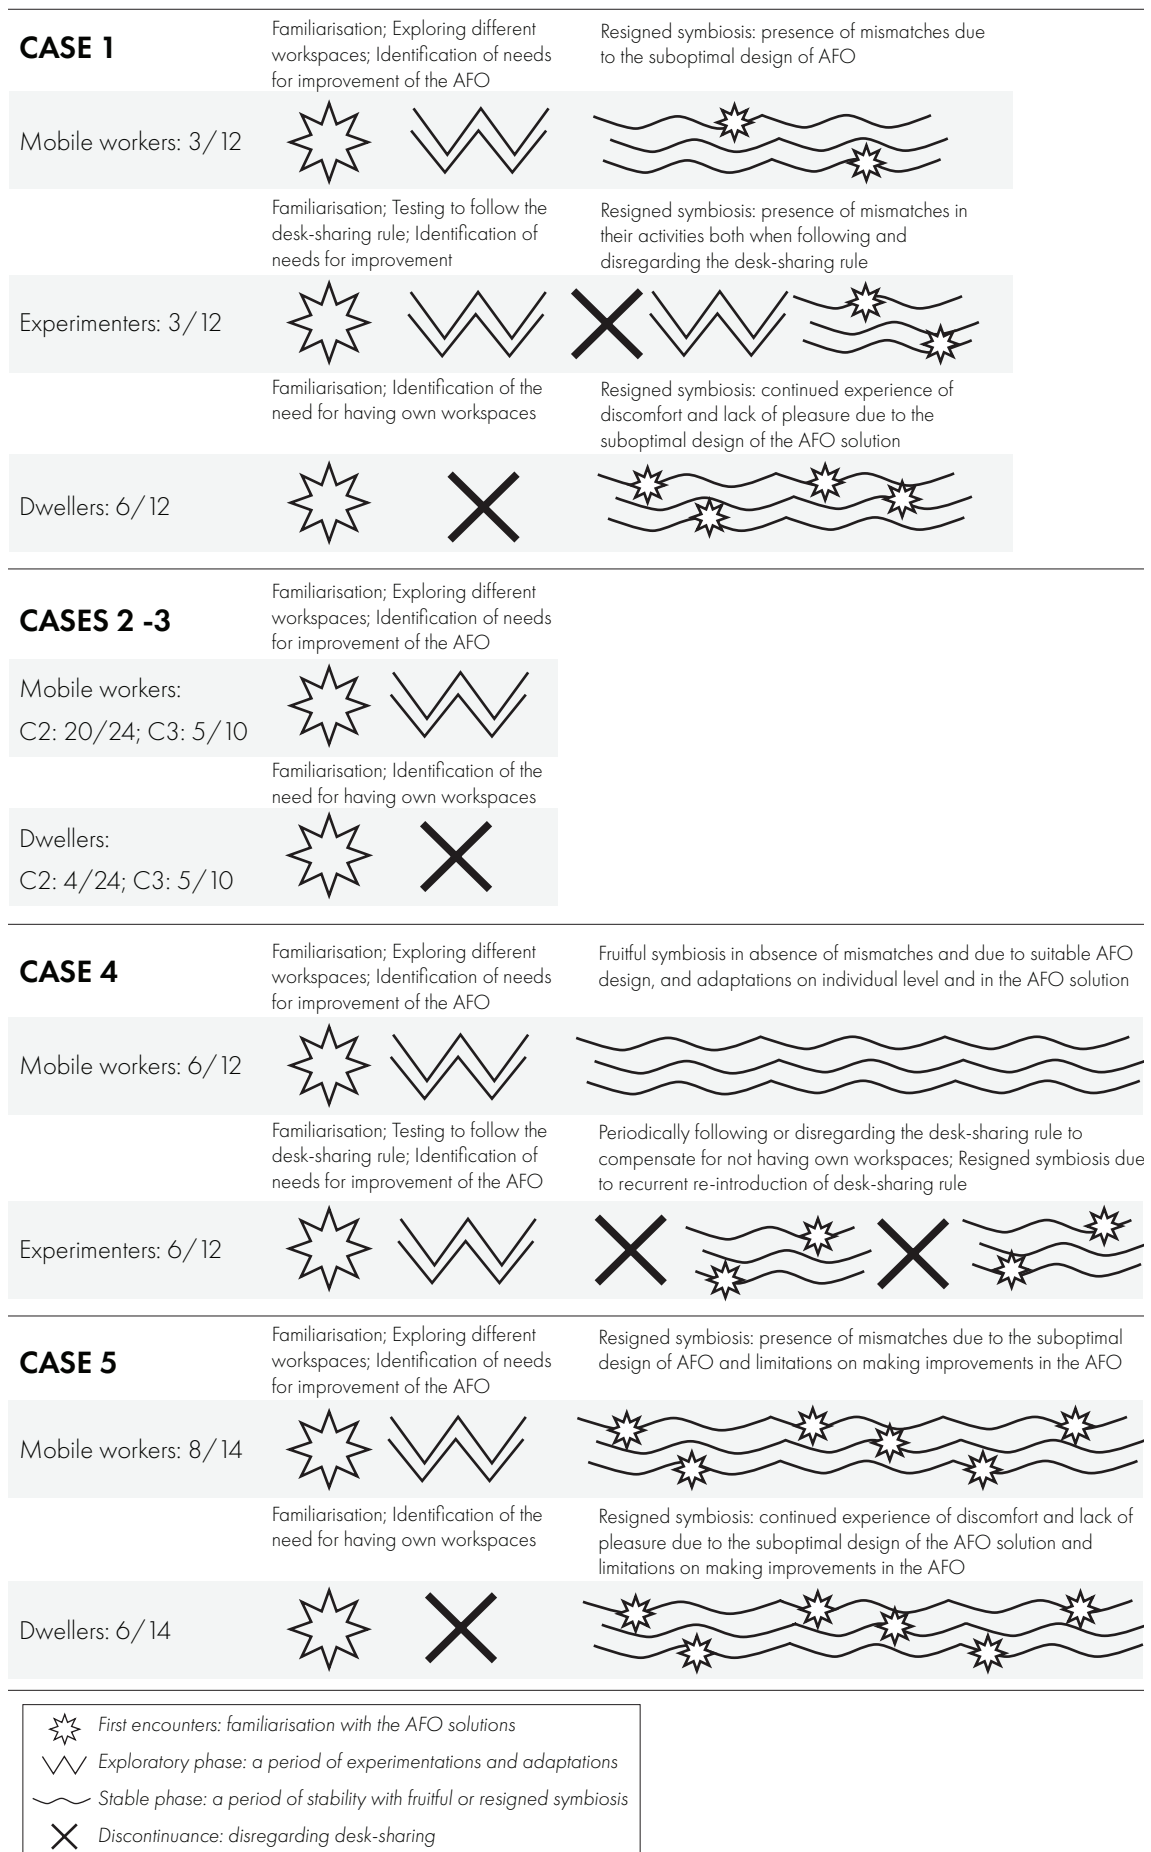 CASE 1
Familiarisation; Exploring different
workspaces; Identification of needs
for improvement of the AFO
Resigned symbiosis: presence of mismatches due
to the suboptimal design of AFO
Mobile workers: 3/12
Familiarisation; Testing to follow the
desk-sharing rule; Identification of
needs for improvement
Resigned symbiosis: presence of mismatches in
their activities both when following and
disregarding the desk-sharing rule
Experimenters: 3/12
Familiarisation; Identification of the
need for having own workspaces
Resigned symbiosis: continued experience of
discomfort and lack of pleasure due to the
suboptimal design of the AFO solution
Dwellers: 6/12
CASES 2 -3
Familiarisation; Exploring different
workspaces; Identification of needs
for improvement of the AFO
Mobile workers:
C2: 20/24; C3: 5/10
Familiarisation; Identification of the
need for having own workspaces
Dwellers:
C2: 4/24; C3: 5/10
CASE 4
Familiarisation; Exploring different
workspaces; Identification of needs
for improvement of the AFO
Fruitful symbiosis in absence of mismatches and due to suitable AFO
design, and adaptations on individual level and in the AFO solution
Mobile workers: 6/12
Familiarisation; Testing to follow the
desk-sharing rule; Identification of
needs for improvement of the AFO
Periodically following or disregarding the desk-sharing rule to
compensate for not having own workspaces; Resigned symbiosis due
to recurrent re-introduction of desk-sharing rule
Experimenters: 6/12
CASE 5
Familiarisation; Exploring different
workspaces; Identification of needs
for improvement of the AFO
Resigned symbiosis: presence of mismatches due to the suboptimal
design of AFO and limitations on making improvements in the AFO
Mobile workers: 8/14
Familiarisation; Identification of the
need for having own workspaces
Resigned symbiosis: continued experience of discomfort and lack of
pleasure due to the suboptimal design of the AFO solution and
limitations on making improvements in the AFO
Dwellers: 6/14
First encounters: familiarisation with the AFO solutions
Exploratory phase: a period of experimentations and adaptations
Stable phase: a period of stability with fruitful or resigned symbiosis
Discontinuance: disregarding desk-sharing